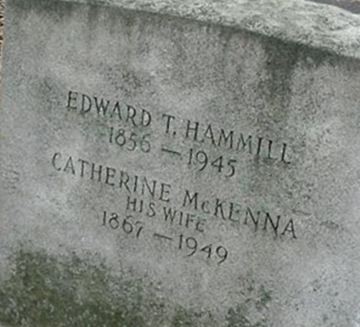 EDWARD T. HAMMILL
1856 — 1945
CATHERINE McKENNA
HIS WIFE
1867 — 1949